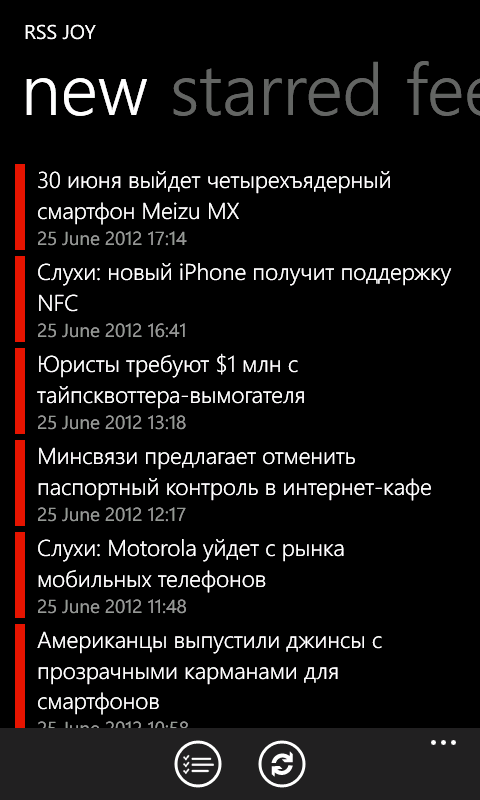 RSS JOY
new starred fee
30 июня выйдет четырехъядерный
смартфон Meizu MX
25 June 2012 17:14
Слухи: новый iPhone получит поддержку
NFC
25 June 2012 16:41
Юристы требуют $1 млн с
тайпсквоттера-вымогателя
25 June 2012 13:18
Минсвязи предлагает отменить
паспортный контроль в интернет-кафе
25 June 2012 12:17
Слухи: Motorola уйдет с рынка
мобильных телефонов
25 June 2012 11:48
Американцы выпустили джинсы с
прозрачными карманами для
смартфонов
25 June 2012 10:58